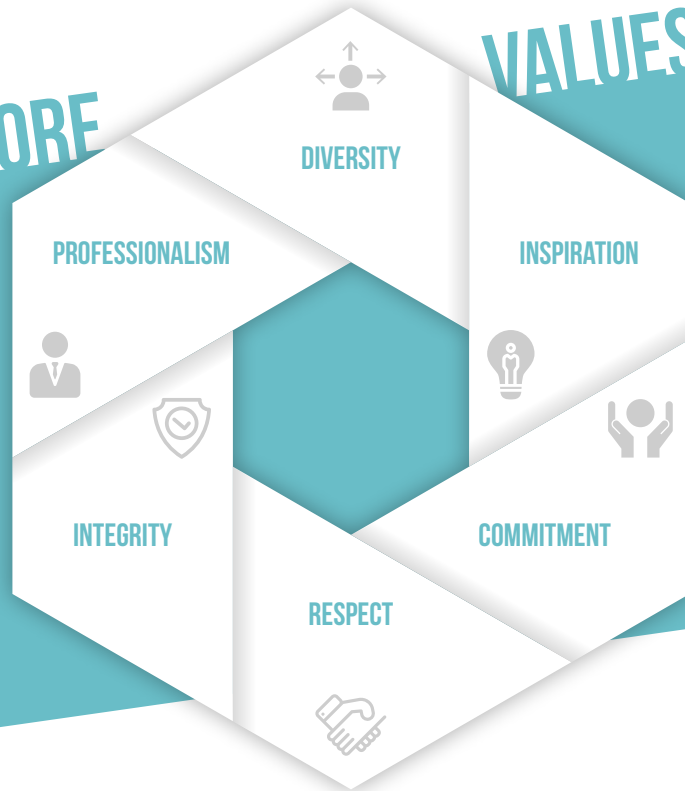 ORE
VALUES
DIVERSITY
PROFESSIONALISM
INSPIRATION
INTEGRITY
COMMITMENT
RESPECT